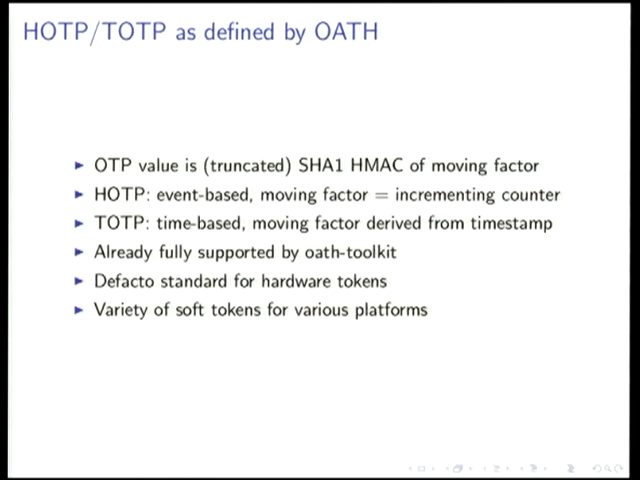 HOTP/TOTP as defined by OATH
OTP value is (truncated) SHA1 HMAC of moving factor
HOTP: event-based, moving factor = incrementing counter
TOTP: time-based, moving factor derived from timestamp
Already fully supported by oath-toolkit
Defacto standard for hardware tokens
Variety of soft tokens for various platforms